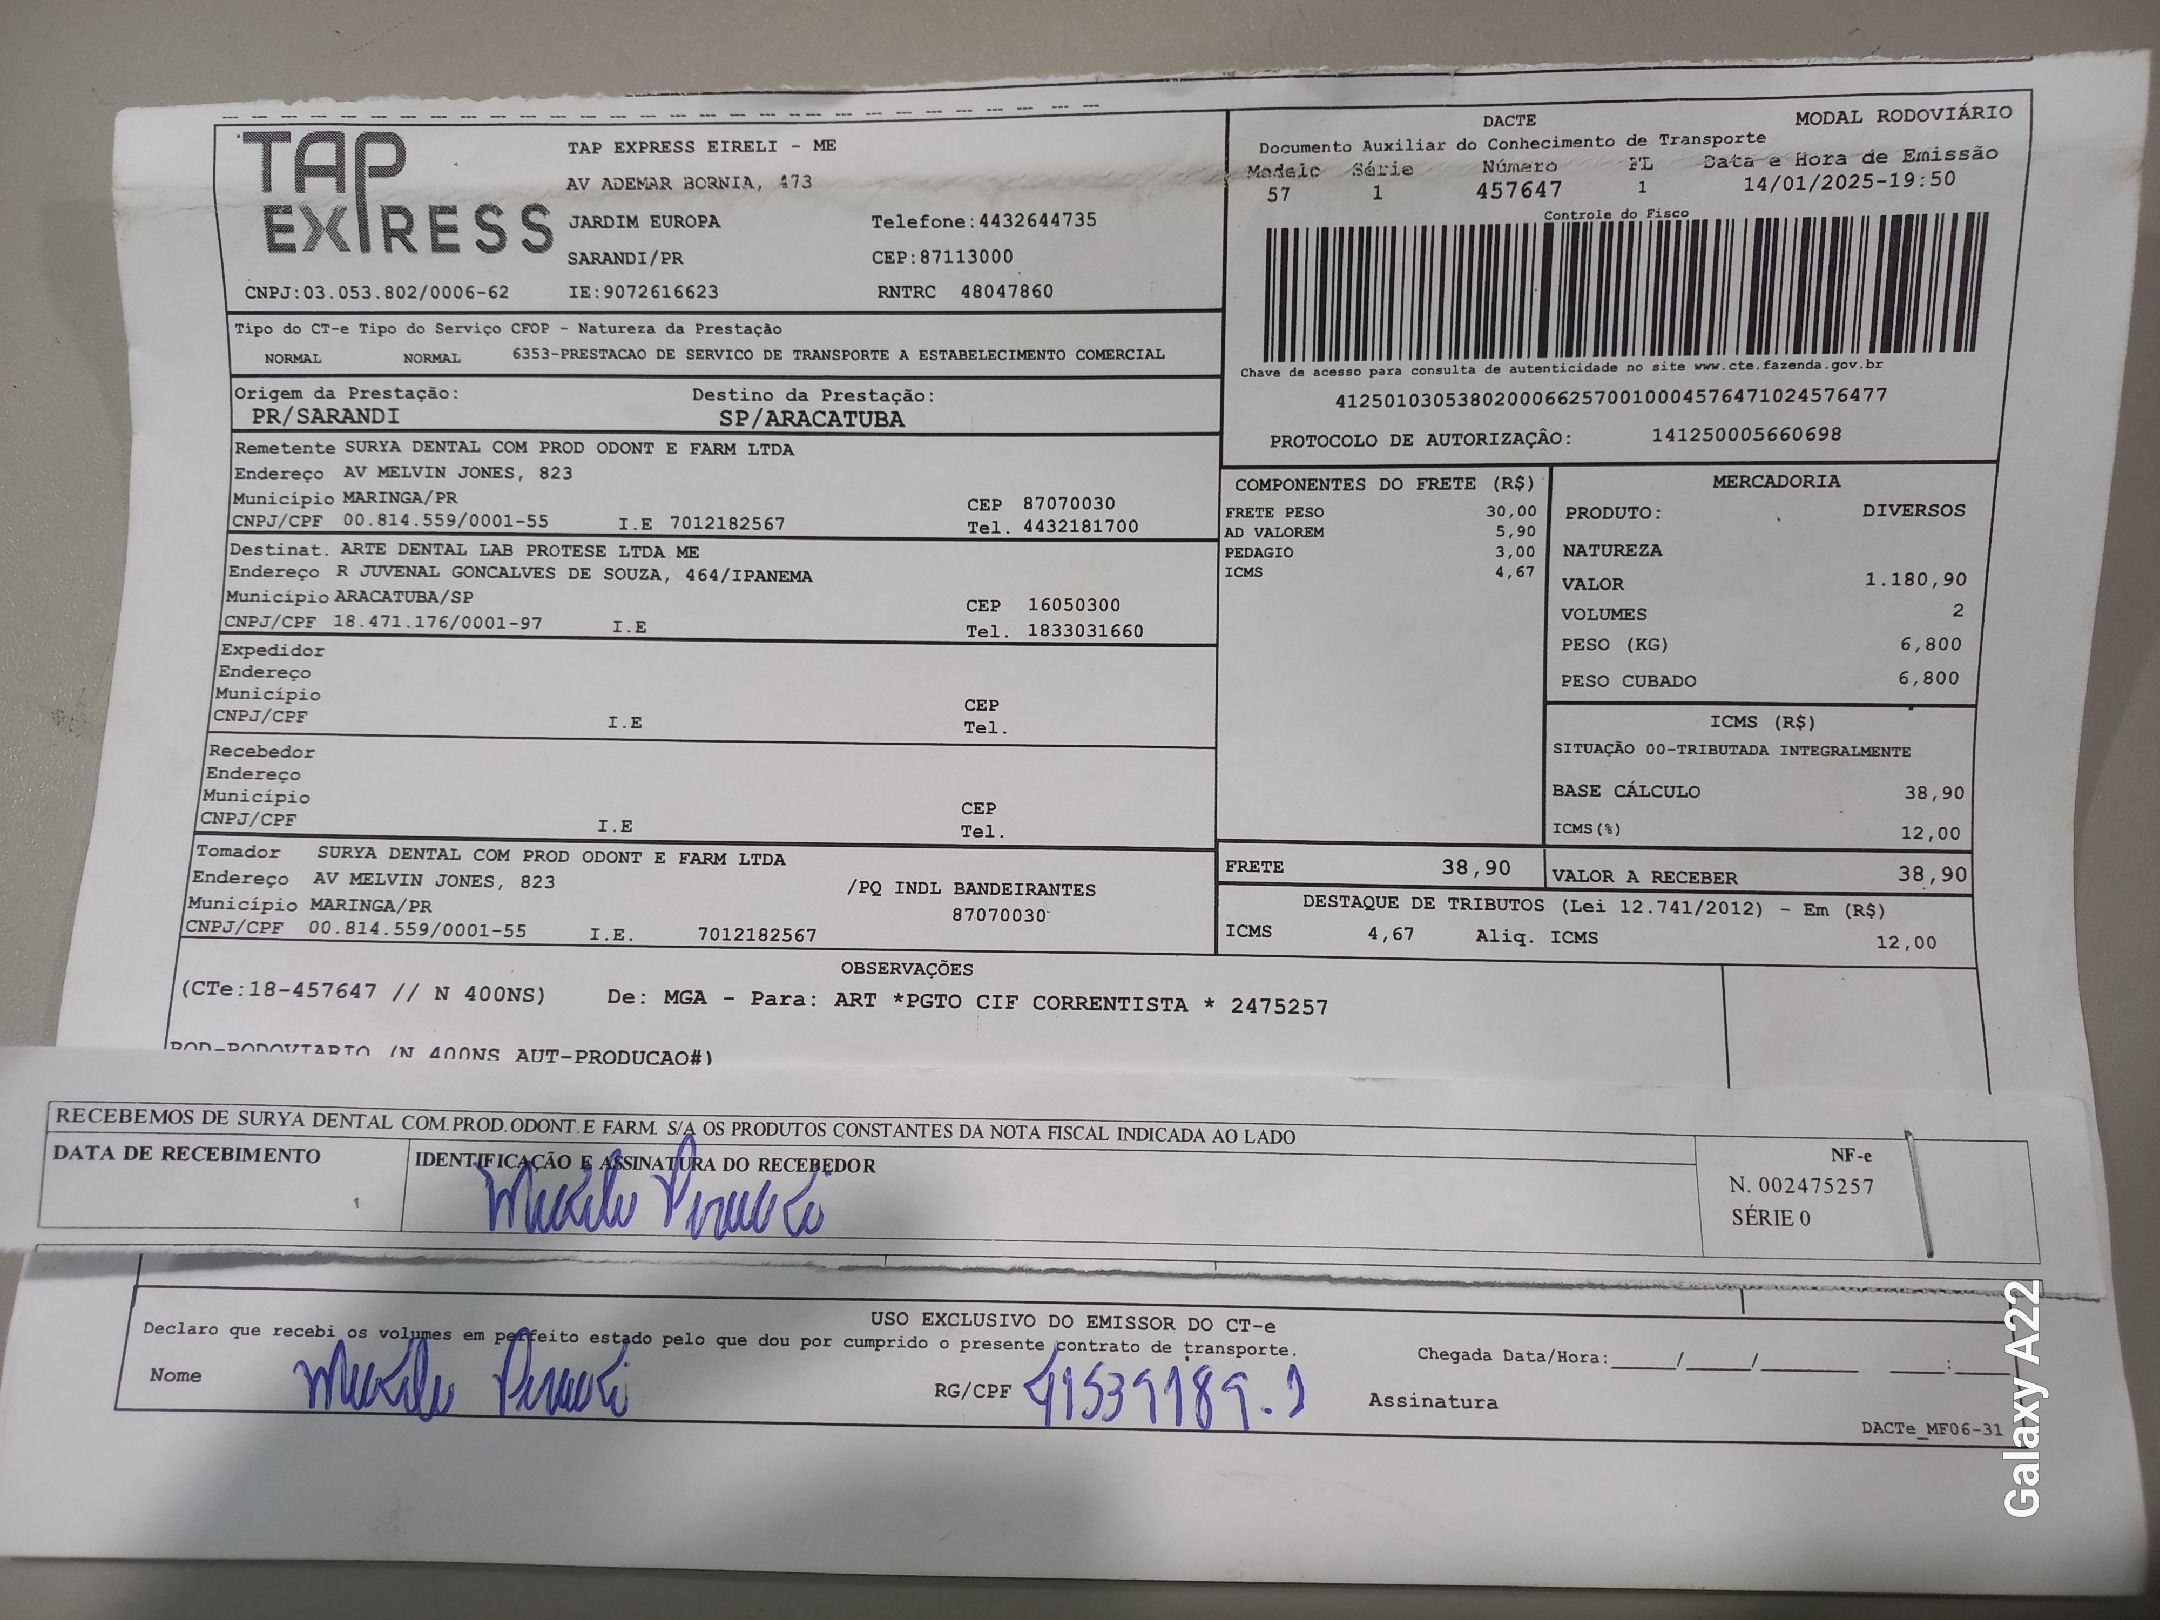 TAP
EXPRESS
TAP EXPRESS EIRELI - ME
AV ADEMAR BORNIA, 473
JARDIM EUROPA Telefone:4432644735
SARANDI/PR CEP:87113000
CNPJ:03.053.802/0006-62 IE:9072616623 RNTRC 48047860
DACTE MODAL RODOVIÁRIO
Documento Auxiliar do Conhecimento de Transporte
Modelo Série Número FL Data e Hora de Emissão
57 1 457647 1 14/01/2025-19:50
Controle do Fisco
Chave de acesso para consulta de autenticidade no site www.cte.fazenda.gov.br
41250103053802000662570010004576471024576477
PROTOCOLO DE AUTORIZAÇÃO: 141250005660698
Tipo do CT-e Tipo do Serviço CFOP - Natureza da Prestação
NORMAL NORMAL 6353-PRESTACAO DE SERVICO DE TRANSPORTE A ESTABELECIMENTO COMERCIAL
Origem da Prestação: Destino da Prestação:
PR/SARANDI SP/ARACATUBA
Remetente SURYA DENTAL COM PROD ODONT E FARM LTDA
Endereço AV MELVIN JONES, 823
Município MARINGA/PR CEP 87070030
CNPJ/CPF 00.814.559/0001-55 I.E 7012182567 Tel. 4432181700
Destinat. ARTE DENTAL LAB PROTESE LTDA ME
Endereço R JUVENAL GONCALVES DE SOUZA, 464/IPANEMA
Município ARACATUBA/SP CEP 16050300
CNPJ/CPF 18.471.176/0001-97 I.E Tel. 1833031660
Expedidor
Endereço
Município CEP
CNPJ/CPF I.E Tel.
Recebedor
Endereço
Município CEP
CNPJ/CPF I.E Tel.
Tomador SURYA DENTAL COM PROD ODONT E FARM LTDA
Endereço AV MELVIN JONES, 823 /PQ INDL BANDEIRANTES
Município MARINGA/PR 87070030
CNPJ/CPF 00.814.559/0001-55 I.E. 7012182567
COMPONENTES DO FRETE (R$)
FRETE PESO 30,00
AD VALOREM 5,90
PEDAGIO 3,00
ICMS 4,67
MERCADORIA
PRODUTO: DIVERSOS
NATUREZA
VALOR 1.180,90
VOLUMES 2
PESO (KG) 6,800
PESO CUBADO 6,800
ICMS (R$)
SITUAÇÃO 00-TRIBUTADA INTEGRALMENTE
BASE CÁLCULO 38,90
ICMS(%) 12,00
FRETE 38,90 VALOR A RECEBER 38,90
DESTAQUE DE TRIBUTOS (Lei 12.741/2012) - Em (R$)
ICMS 4,67 Aliq. ICMS 12,00
OBSERVAÇÕES
(CTe:18-457647 // N 400NS) De: MGA - Para: ART *PGTO CIF CORRENTISTA * 2475257
ROD-RODOVIARIO (N 400NS AUT-PRODUCAO#)
RECEBEMOS DE SURYA DENTAL COM.PROD.ODONT.E FARM. S/A OS PRODUTOS CONSTANTES DA NOTA FISCAL INDICADA AO LADO
DATA DE RECEBIMENTO IDENTIFICAÇÃO E ASSINATURA DO RECEBEDOR
NF-e
N. 002475257
SÉRIE 0
USO EXCLUSIVO DO EMISSOR DO CT-e
Declaro que recebi os volumes em perfeito estado pelo que dou por cumprido o presente contrato de transporte.
Chegada Data/Hora:_____/_____/_______ ____:____
Nome RG/CPF Assinatura
DACTe_MF06-31
Galaxy A22